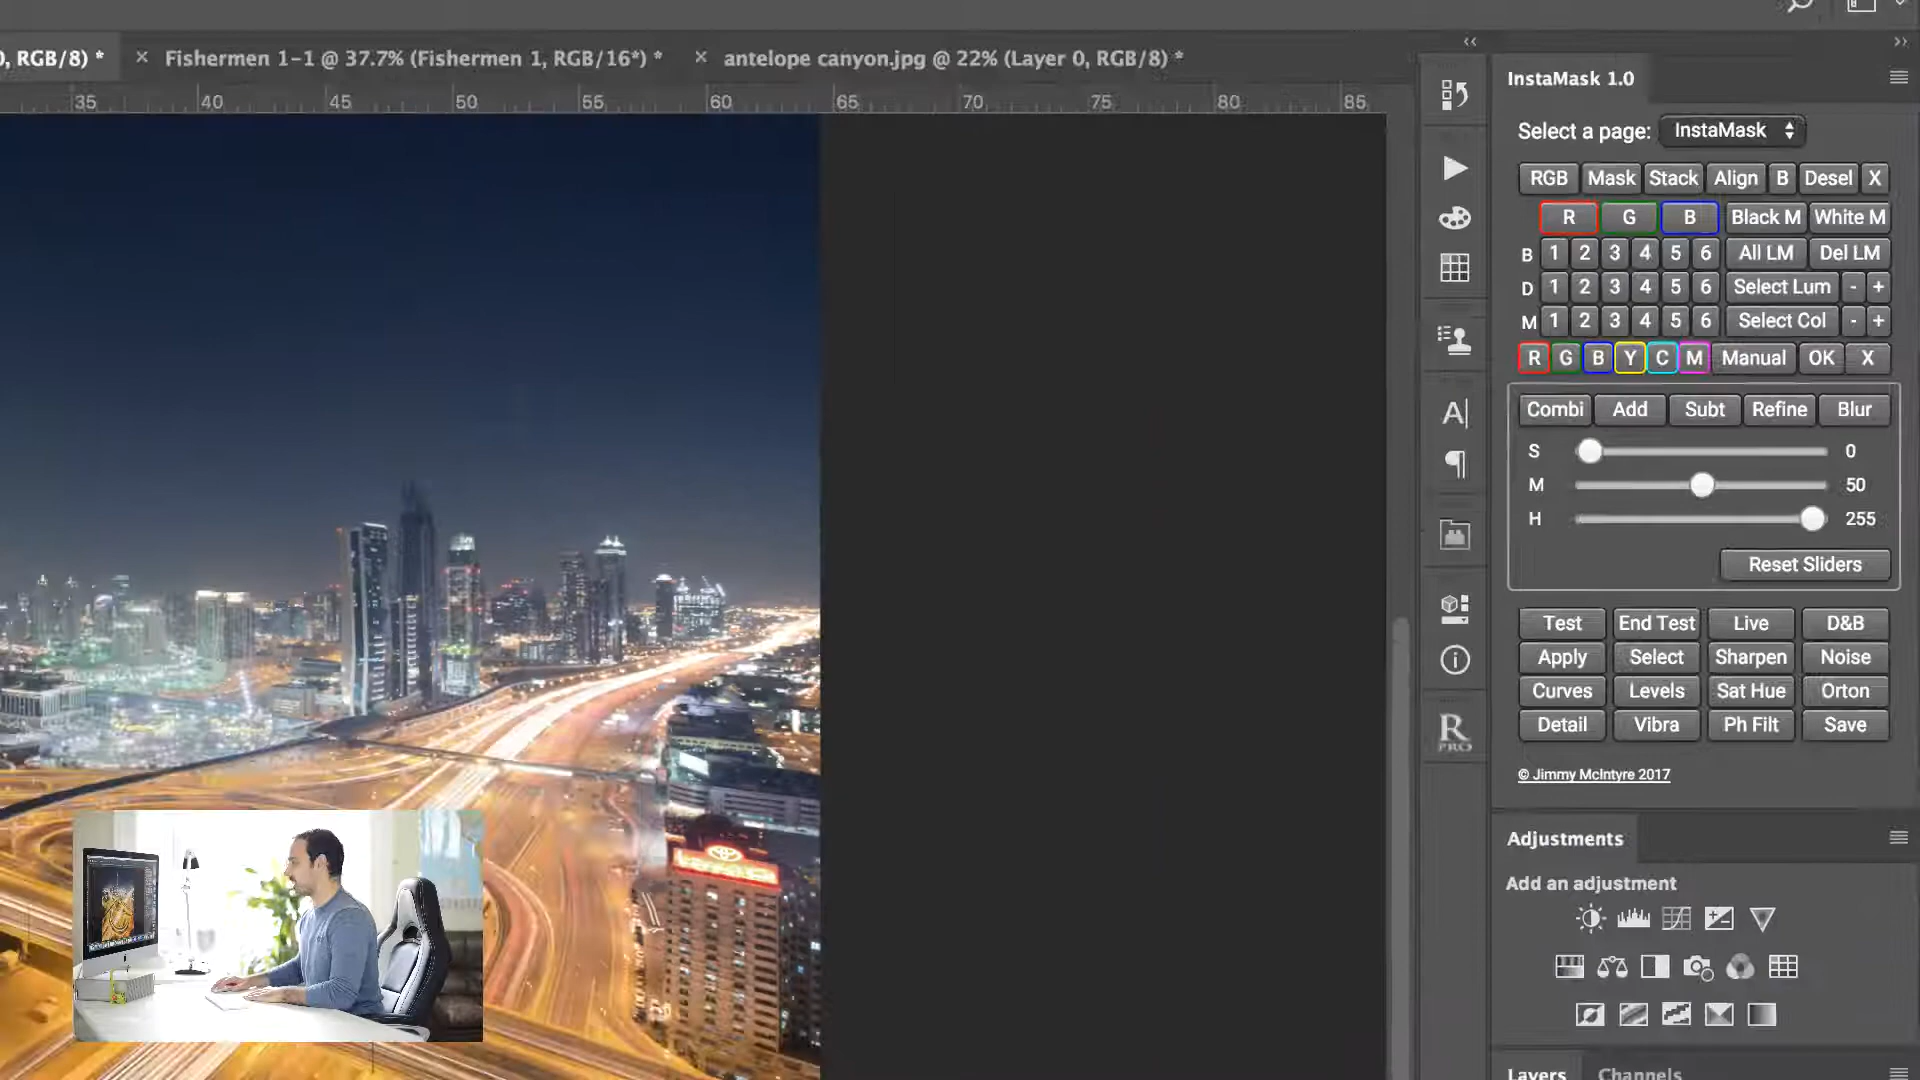 0, RGB/8) *
× Fishermen 1-1 @ 37.7% (Fishermen 1, RGB/16*) *
× antelope canyon.jpg @ 22% (Layer 0, RGB/8) *
35 40 45 50 55 60 65 70 75 80 85
InstaMask 1.0
Select a page: InstaMask
RGB Mask Stack Align B Desel X
R G B Black M White M
B 1 2 3 4 5 6 All LM Del LM
D 1 2 3 4 5 6 Select Lum - +
M 1 2 3 4 5 6 Select Col - +
R G B Y C M Manual OK X
Combi Add Subt Refine Blur
S 0
M 50
H 255
Reset Sliders
Test End Test Live D&B
Apply Select Sharpen Noise
Curves Levels Sat Hue Orton
Detail Vibra Ph Filt Save
© Jimmy McIntyre 2017
R PRO
Adjustments
Add an adjustment
Layers Channels